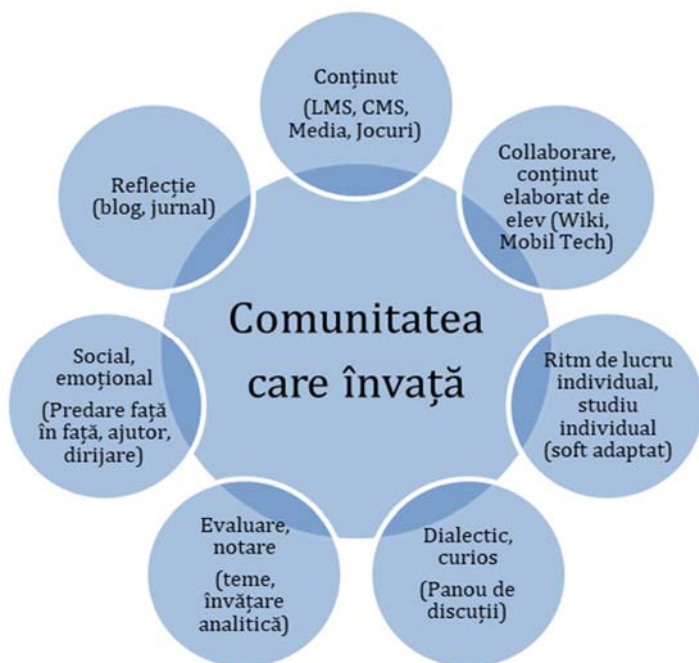 Conținut
(LMS, CMS,
Media, Jocuri)
Collaborare,
conținut
elaborat de
elev (Wiki,
Mobil Tech)
Ritm de lucru
individual,
studiu
individual
(soft adaptat)
Dialectic,
curios
(Panou de
discuții)
Evaluare,
notare
(teme,
învățare
analitică)
Social,
emoțional
(Predare față
în față, ajutor,
dirijare)
Reflecție
(blog, jurnal)
Comunitatea
care învață